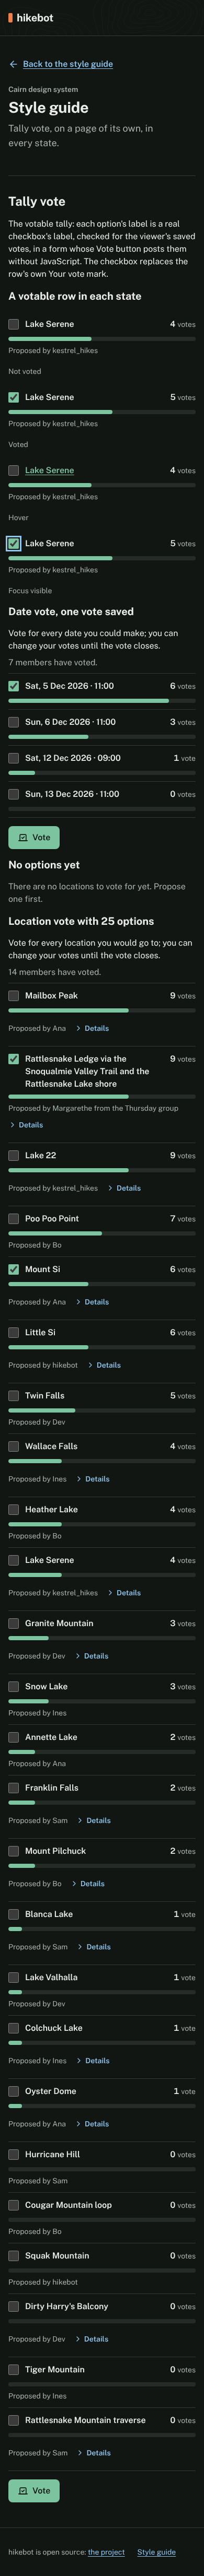 hikebot
Back to the style guide
Cairn design system
Style guide
Tally vote, on a page of its own, in
every state.
Tally vote
The votable tally: each option's label is a real
checkbox's label, checked for the viewer's saved
votes, in a form whose Vote button posts them
without JavaScript. The checkbox replaces the
row's own Your vote mark.
A votable row in each state
Lake Serene 4 votes
Proposed by kestrel_hikes
Not voted
Lake Serene 5 votes
Proposed by kestrel_hikes
Voted
Lake Serene 4 votes
Proposed by kestrel_hikes
Hover
Lake Serene 5 votes
Proposed by kestrel_hikes
Focus visible
Date vote, one vote saved
Vote for every date you could make; you can
change your votes until the vote closes.
7 members have voted.
Sat, 5 Dec 2026 · 11:00 6 votes
Sun, 6 Dec 2026 · 11:00 3 votes
Sat, 12 Dec 2026 · 09:00 1 vote
Sun, 13 Dec 2026 · 11:00 0 votes
Vote
No options yet
There are no locations to vote for yet. Propose
one first.
Location vote with 25 options
Vote for every location you would go to; you can
change your votes until the vote closes.
14 members have voted.
Mailbox Peak 9 votes
Proposed by Ana Details
Rattlesnake Ledge via the 9 votes
Snoqualmie Valley Trail and the
Rattlesnake Lake shore
Proposed by Margarethe from the Thursday group
Details
Lake 22 9 votes
Proposed by kestrel_hikes Details
Poo Poo Point 7 votes
Proposed by Bo
Mount Si 6 votes
Proposed by Ana Details
Little Si 6 votes
Proposed by hikebot Details
Twin Falls 5 votes
Proposed by Dev
Wallace Falls 4 votes
Proposed by Ines Details
Heather Lake 4 votes
Proposed by Bo
Lake Serene 4 votes
Proposed by kestrel_hikes Details
Granite Mountain 3 votes
Proposed by Dev Details
Snow Lake 3 votes
Proposed by Ines
Annette Lake 2 votes
Proposed by Ana
Franklin Falls 2 votes
Proposed by Sam Details
Mount Pilchuck 2 votes
Proposed by Bo Details
Blanca Lake 1 vote
Proposed by Sam Details
Lake Valhalla 1 vote
Proposed by Dev
Colchuck Lake 1 vote
Proposed by Ines Details
Oyster Dome 1 vote
Proposed by Ana Details
Hurricane Hill 0 votes
Proposed by Sam
Cougar Mountain loop 0 votes
Proposed by Bo
Squak Mountain 0 votes
Proposed by hikebot
Dirty Harry's Balcony 0 votes
Proposed by Dev Details
Tiger Mountain 0 votes
Proposed by Ines
Rattlesnake Mountain traverse 0 votes
Proposed by Sam Details
Vote
hikebot is open source: the project Style guide